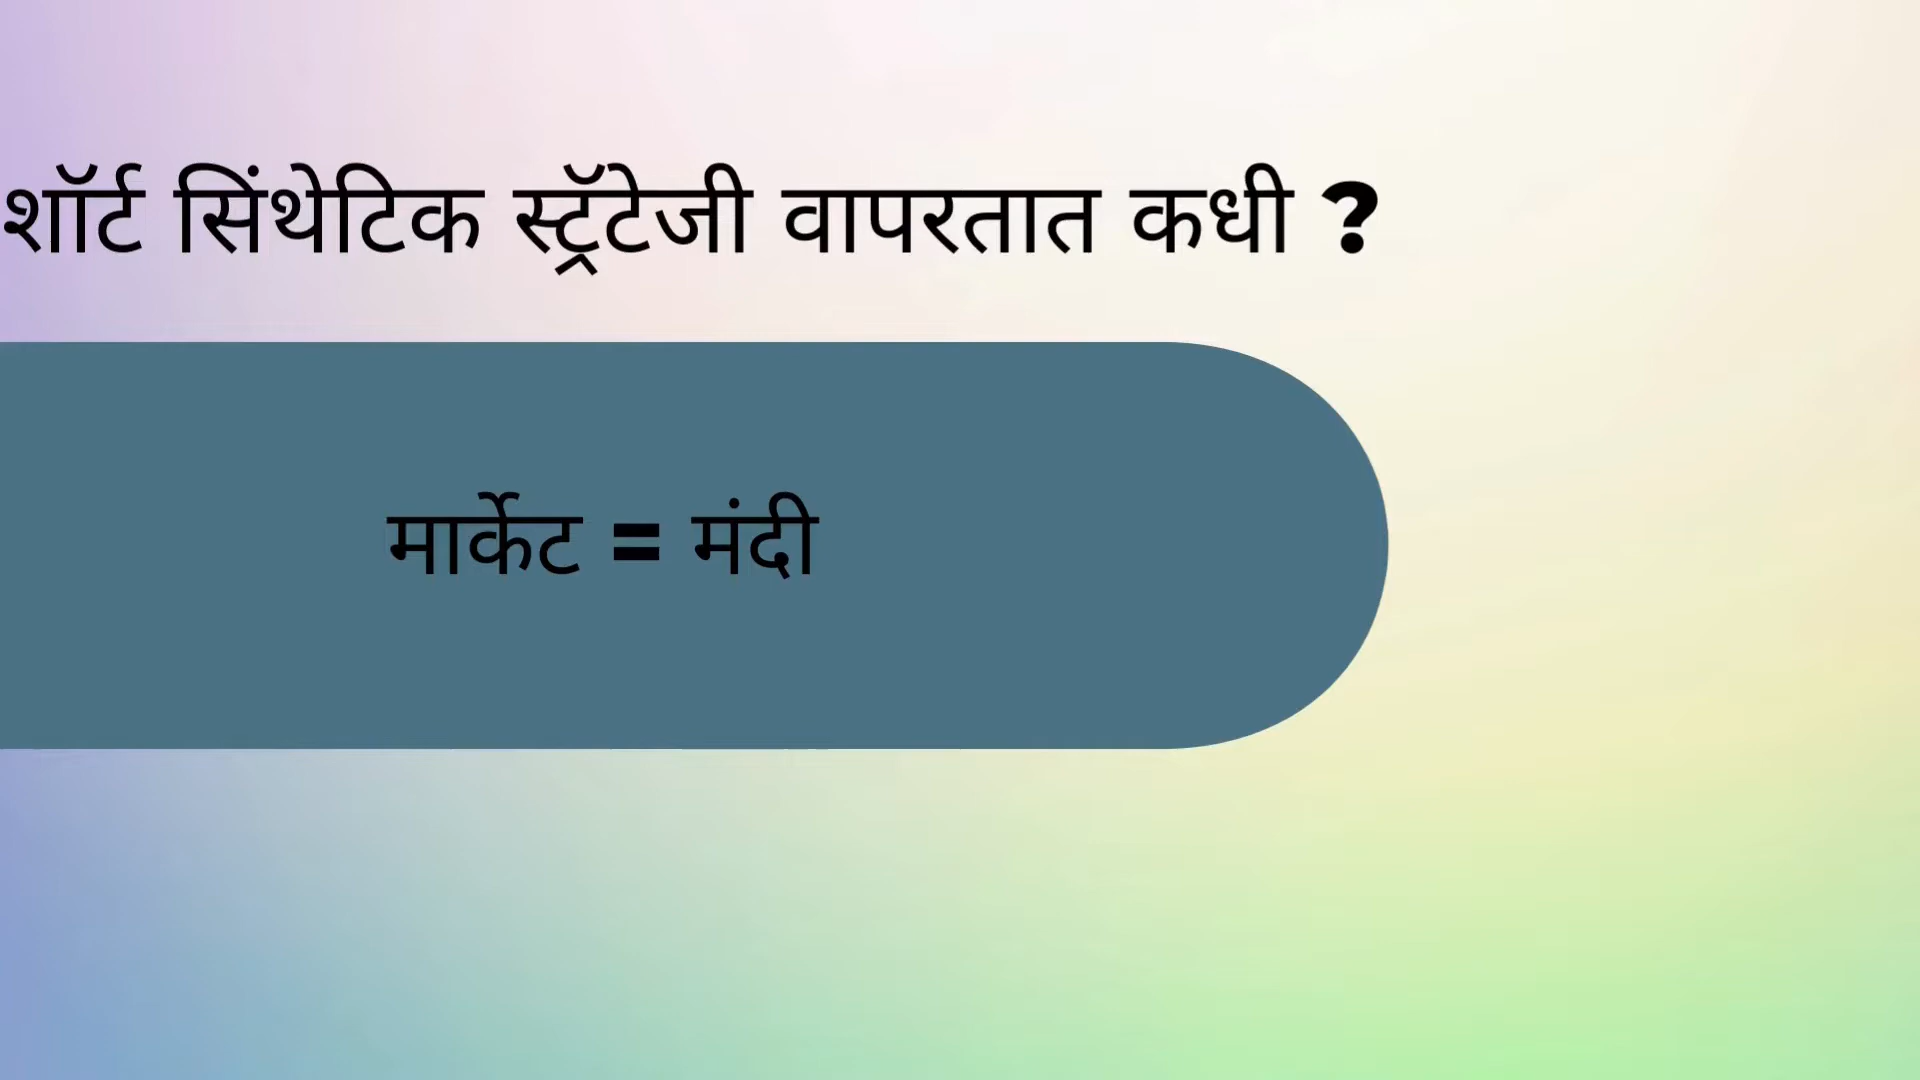 शॉर्ट सिंथेटिक स्ट्रॅटेजी वापरतात कधी ?
मार्केट = मंदी